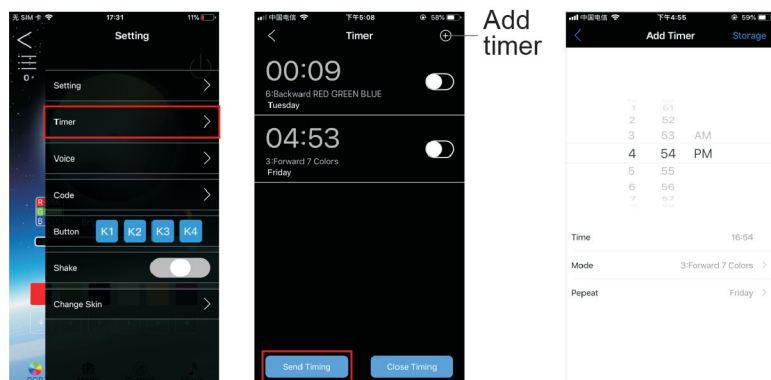 无 SIM 卡 17:31 11%
Setting
0
Setting
Timer
Voice
Code
R
G
B
Button K1 K2 K3 K4
Shake
Change Skin
中国电信 下午5:08 58%
Timer
Add timer
00:09
6:Backward RED GREEN BLUE
Tuesday
04:53
3:Forward 7 Colors
Friday
Send Timing Close Timing
中国电信 下午4:55 59%
Add Timer Storage
1 51
2 52
3 53 AM
4 54 PM
5 55
6 56
7 57
Time 16:54
Mode 3:Forward 7 Colors
Repeat Friday